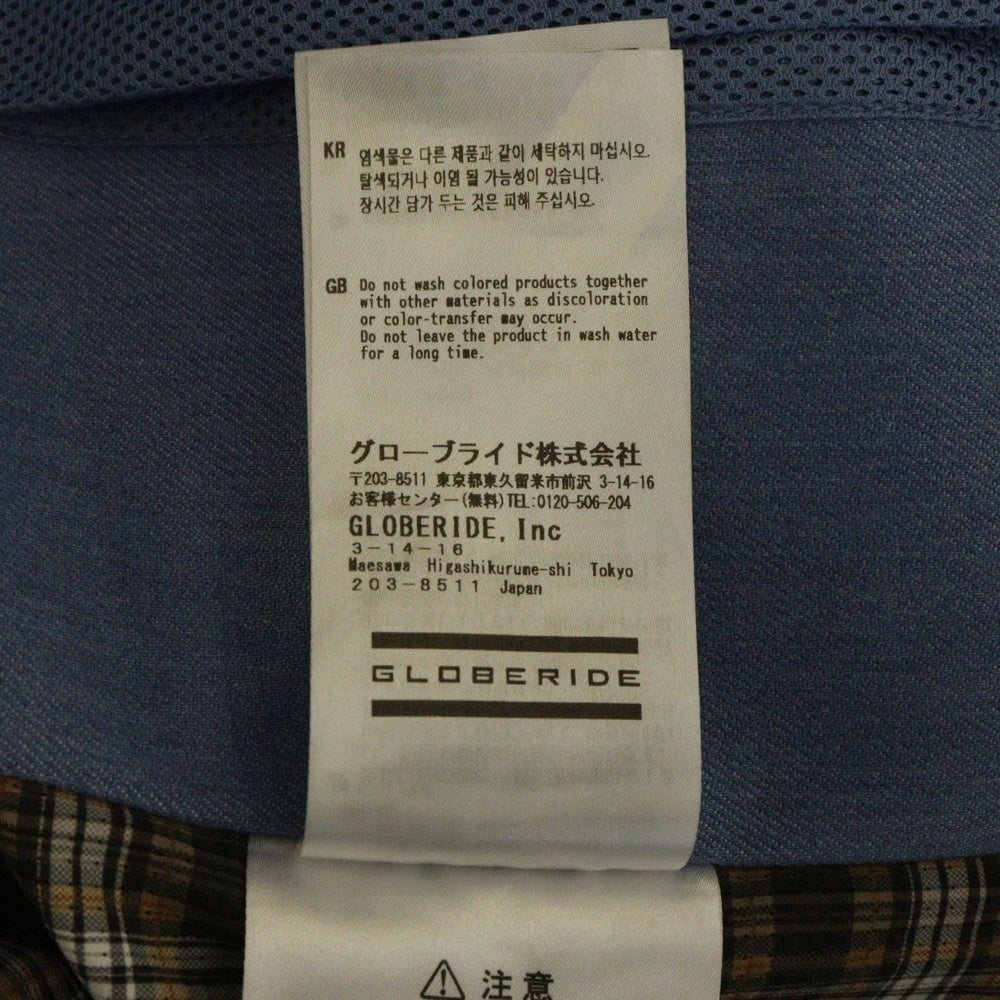 KR 염색물은 다른 제품과 같이 세탁하지 마십시오.
탈색되거나 이염 될 가능성이 있습니다.
장시간 담가 두는 것은 피해 주십시오.
GB Do not wash colored products together
with other materials as discoloration
or color-transfer may occur.
Do not leave the product in wash water
for a long time.
グローブライド株式会社
〒203-8511 東京都東久留米市前沢 3-14-16
お客様センター(無料)TEL:0120-506-204
GLOBERIDE, Inc
3-14-16
Maesawa Higashikurume-shi Tokyo
203-8511 Japan
GLOBERIDE
⚠ 注意